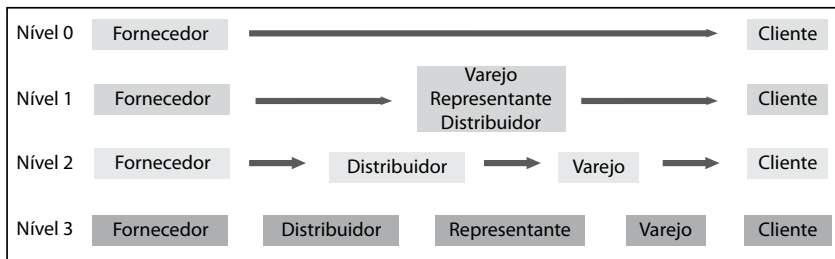 Nível 0 Fornecedor Cliente
Nível 1 Fornecedor Varejo Representante Distribuidor Cliente
Nível 2 Fornecedor Distribuidor Varejo Cliente
Nível 3 Fornecedor Distribuidor Representante Varejo Cliente